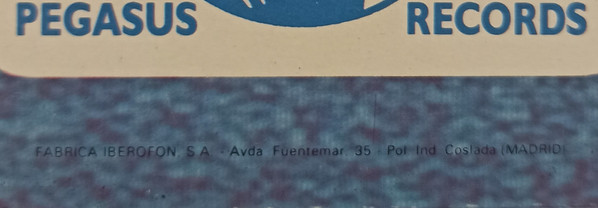 PEGASUS RECORDS
FABRICA IBEROFON, S.A. - Avda. Fuentemar, 35 - Pol. Ind. Coslada (MADRID)